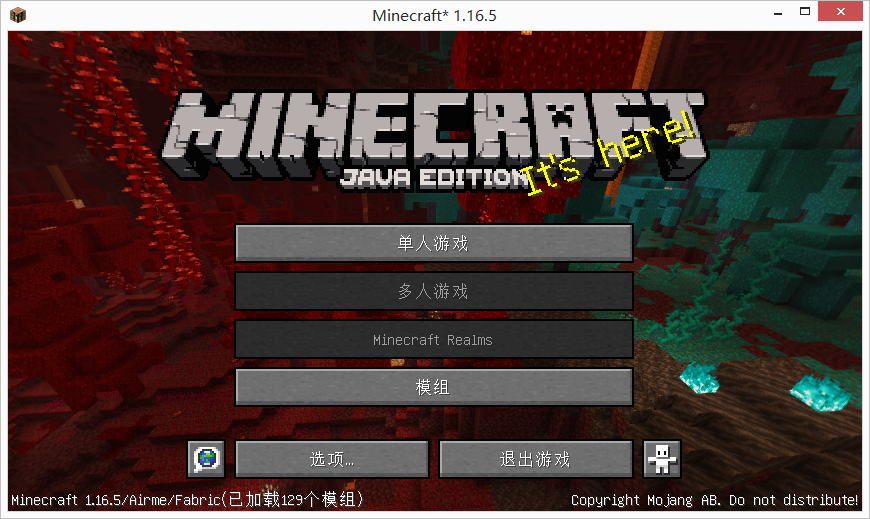 Minecraft* 1.16.5
MINECRAFT
JAVA EDITION
It's here!
单人游戏
多人游戏
Minecraft Realms
模组
选项…
退出游戏
Minecraft 1.16.5/Airme/Fabric(已加载129个模组)
Copyright Mojang AB. Do not distribute!